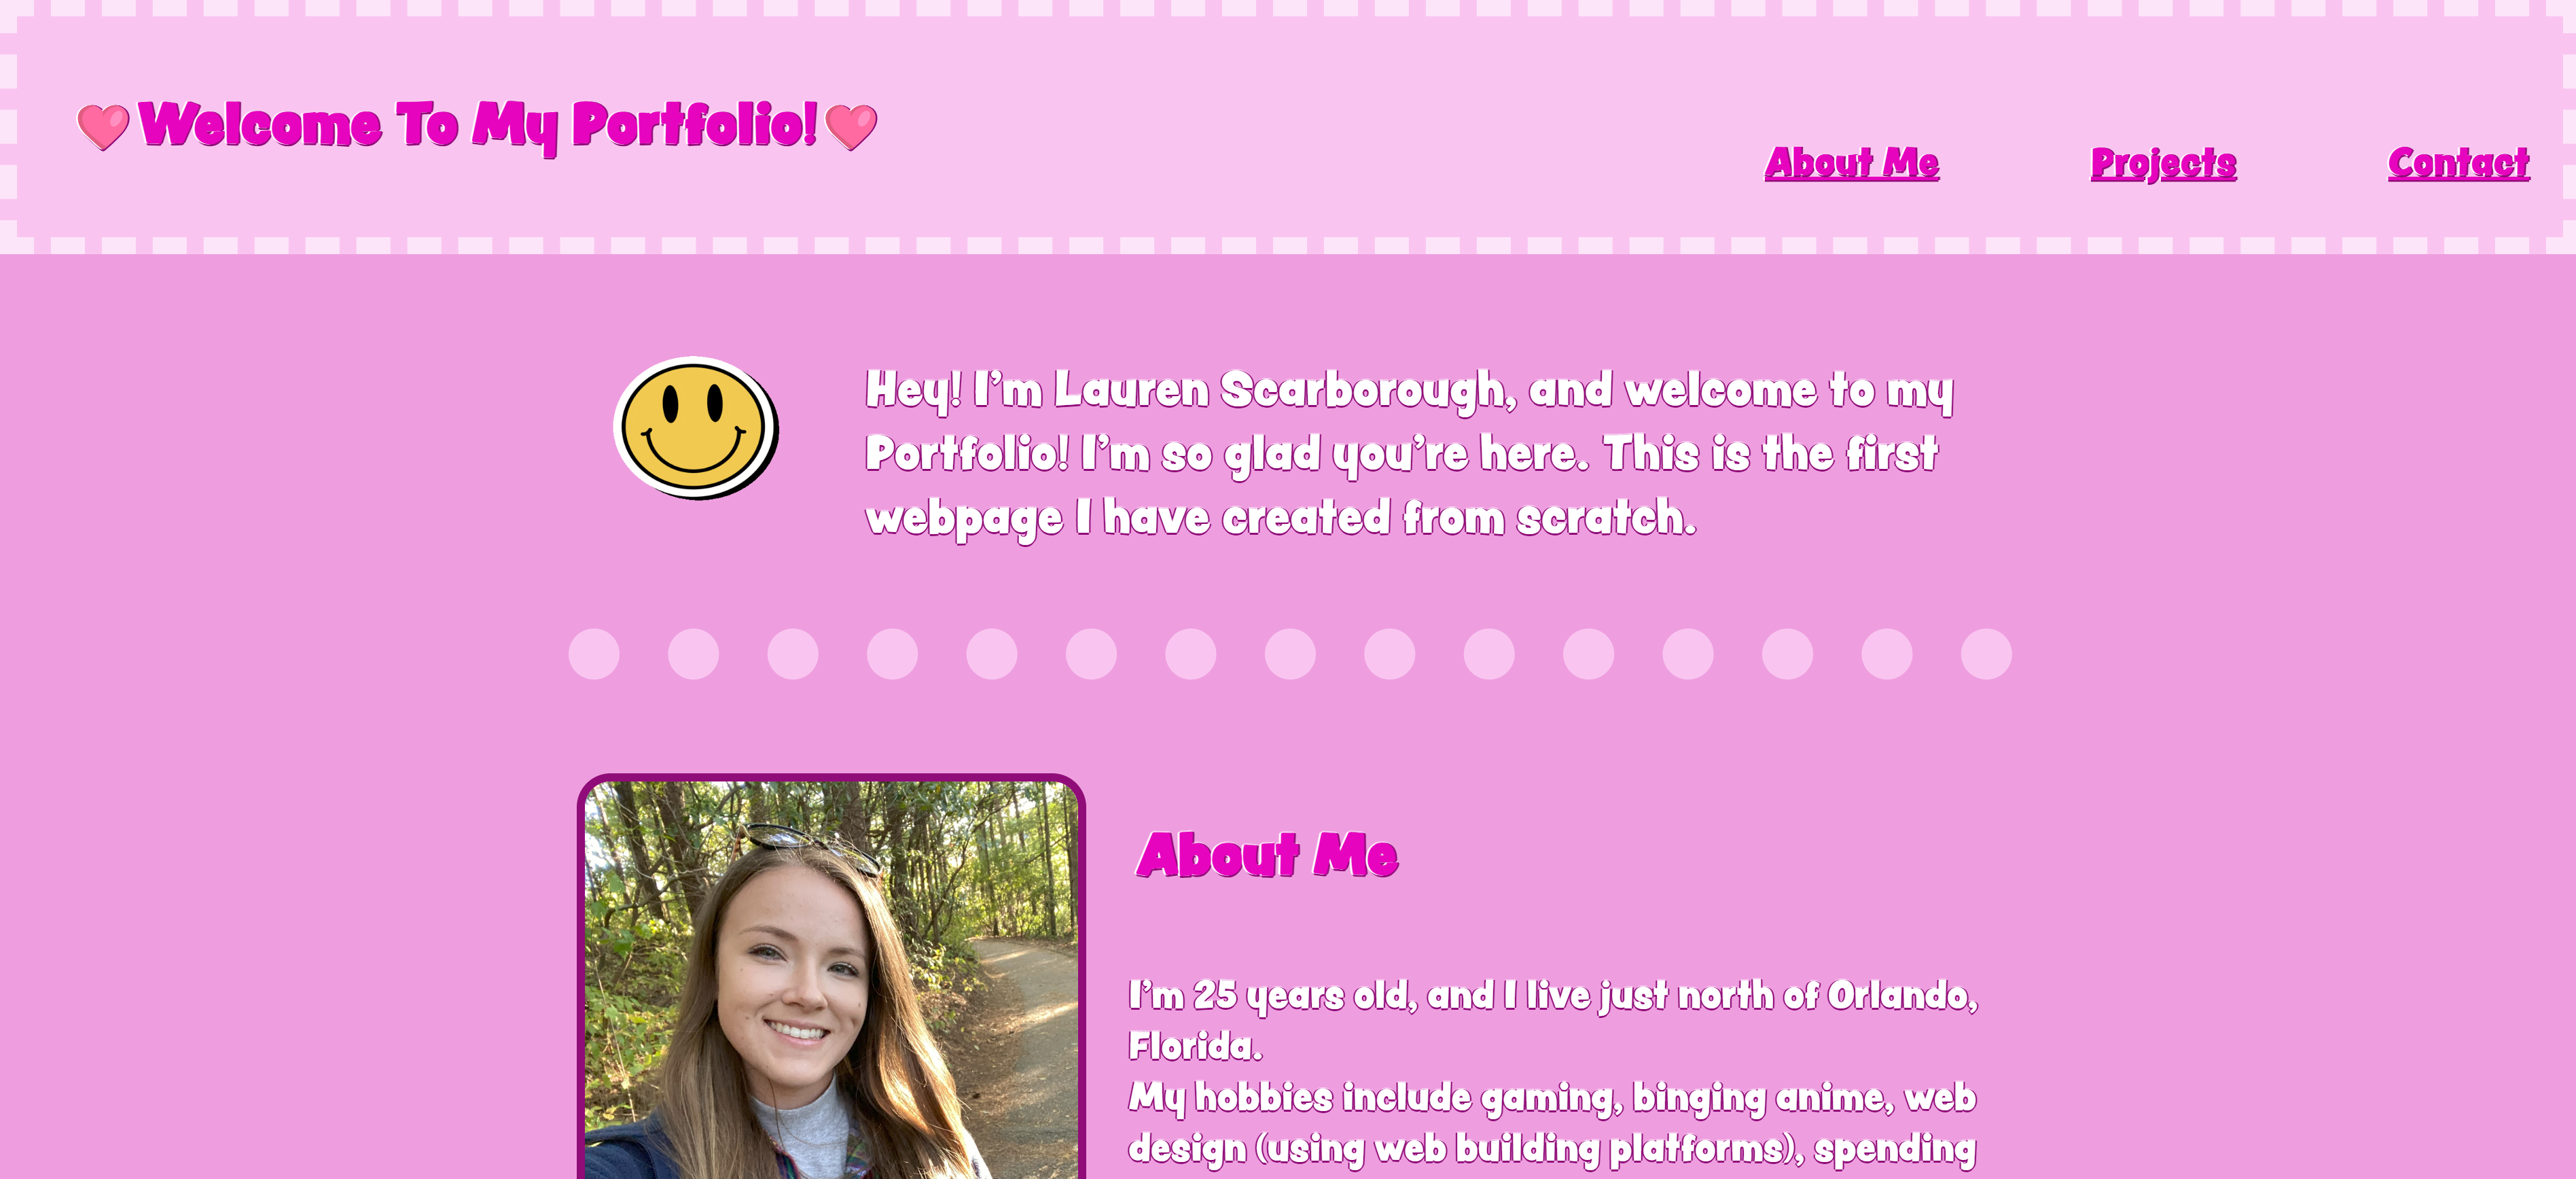 Welcome To My Portfolio!
About Me Projects Contact
Hey! I'm Lauren Scarborough, and welcome to my
Portfolio! I'm so glad you're here. This is the first
webpage I have created from scratch.
About Me
I'm 25 years old, and I live just north of Orlando,
Florida.
My hobbies include gaming, binging anime, web
design (using web building platforms), spending